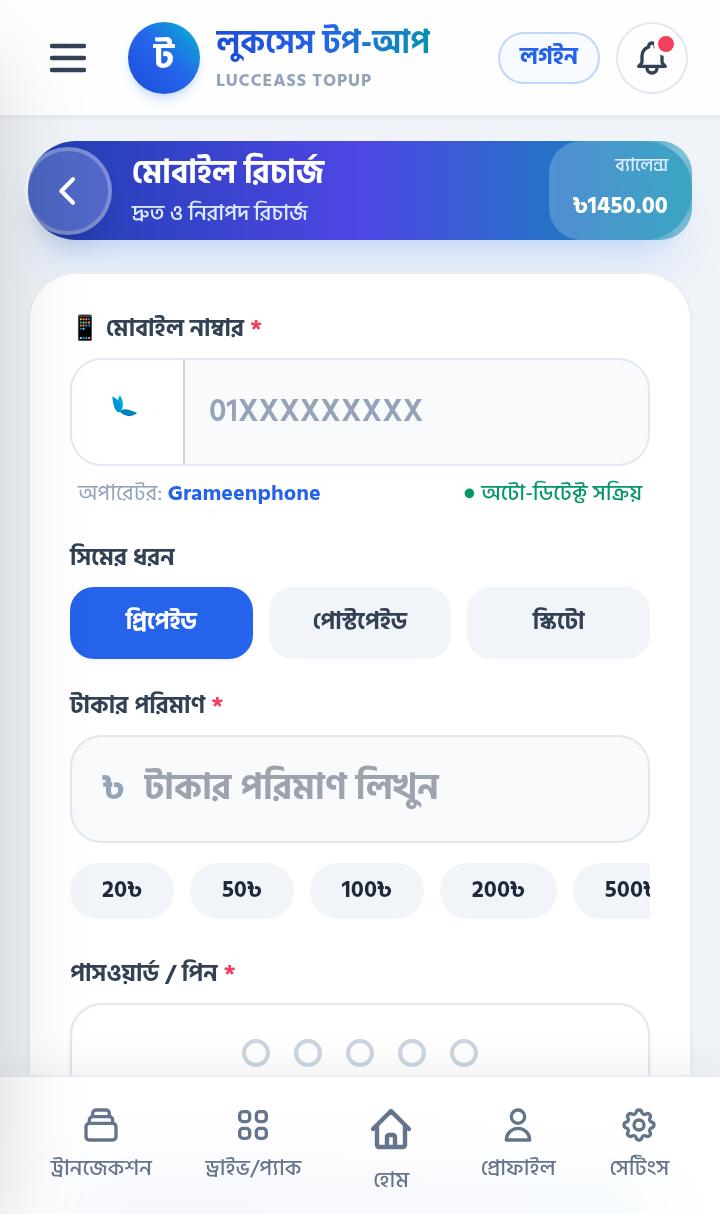 ট
লুকসেস টপ-আপ
LUCCEASS TOPUP
লগইন
মোবাইল রিচার্জ
দ্রুত ও নিরাপদ রিচার্জ
ব্যালেন্স
৳1450.00
📱 মোবাইল নাম্বার *
01XXXXXXXXX
অপারেটর: Grameenphone
● অটো-ডিটেক্ট সক্রিয়
সিমের ধরন
প্রিপেইড
পোস্টপেইড
স্কিটো
টাকার পরিমাণ *
৳ টাকার পরিমাণ লিখুন
20৳
50৳
100৳
200৳
500৳
পাসওয়ার্ড / পিন *
ট্রানজেকশন
ড্রাইভ/প্যাক
হোম
প্রোফাইল
সেটিংস